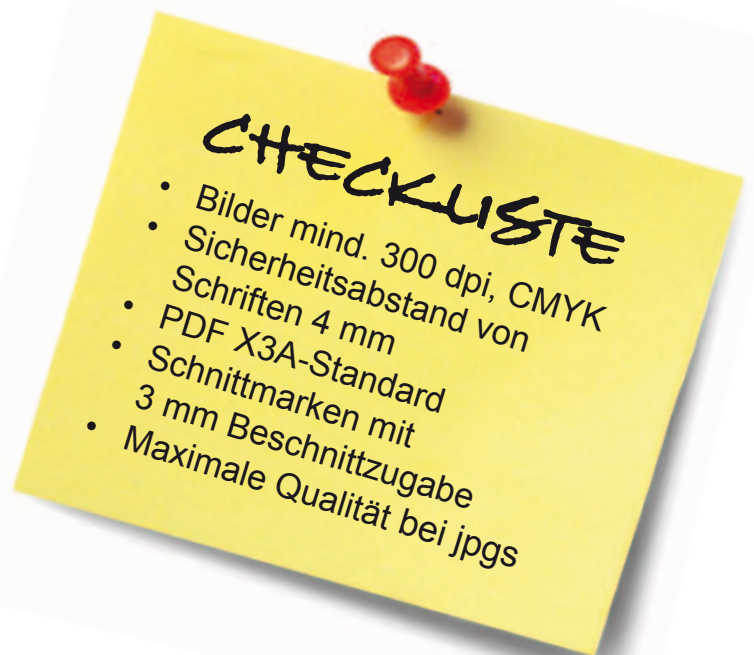 CHECKLISTE
• Bilder mind. 300 dpi, CMYK
• Sicherheitsabstand von
Schriften 4 mm
• PDF X3A-Standard
• Schnittmarken mit
3 mm Beschnittzugabe
• Maximale Qualität bei jpgs